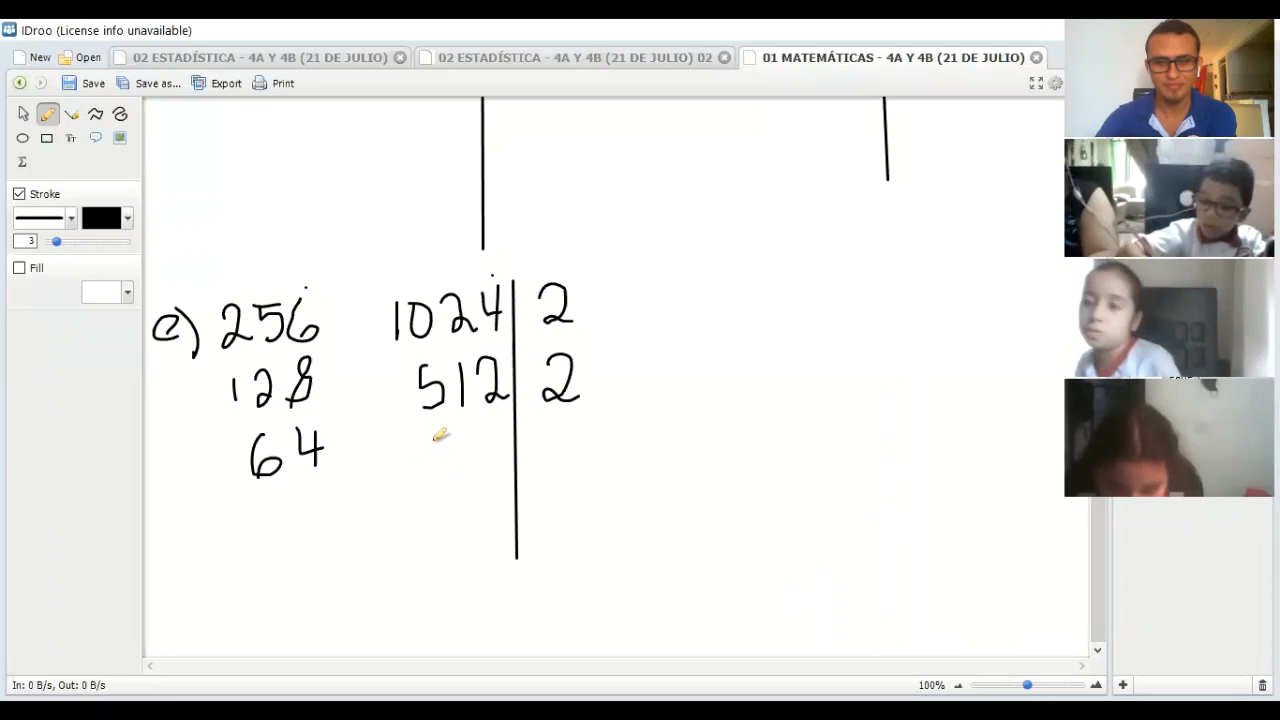 IDroo (License info unavailable)
New Open 02 ESTADÍSTICA - 4A Y 4B (21 DE JULIO) 02 ESTADÍSTICA - 4A Y 4B (21 DE JULIO) 02 01 MATEMÁTICAS - 4A Y 4B (21 DE JULIO)
Save Save as... Export Print
Tt
Σ
Stroke
3
Fill
e) 256 1024 2
128 512 2
64
In: 0 B/s, Out: 0 B/s 100%